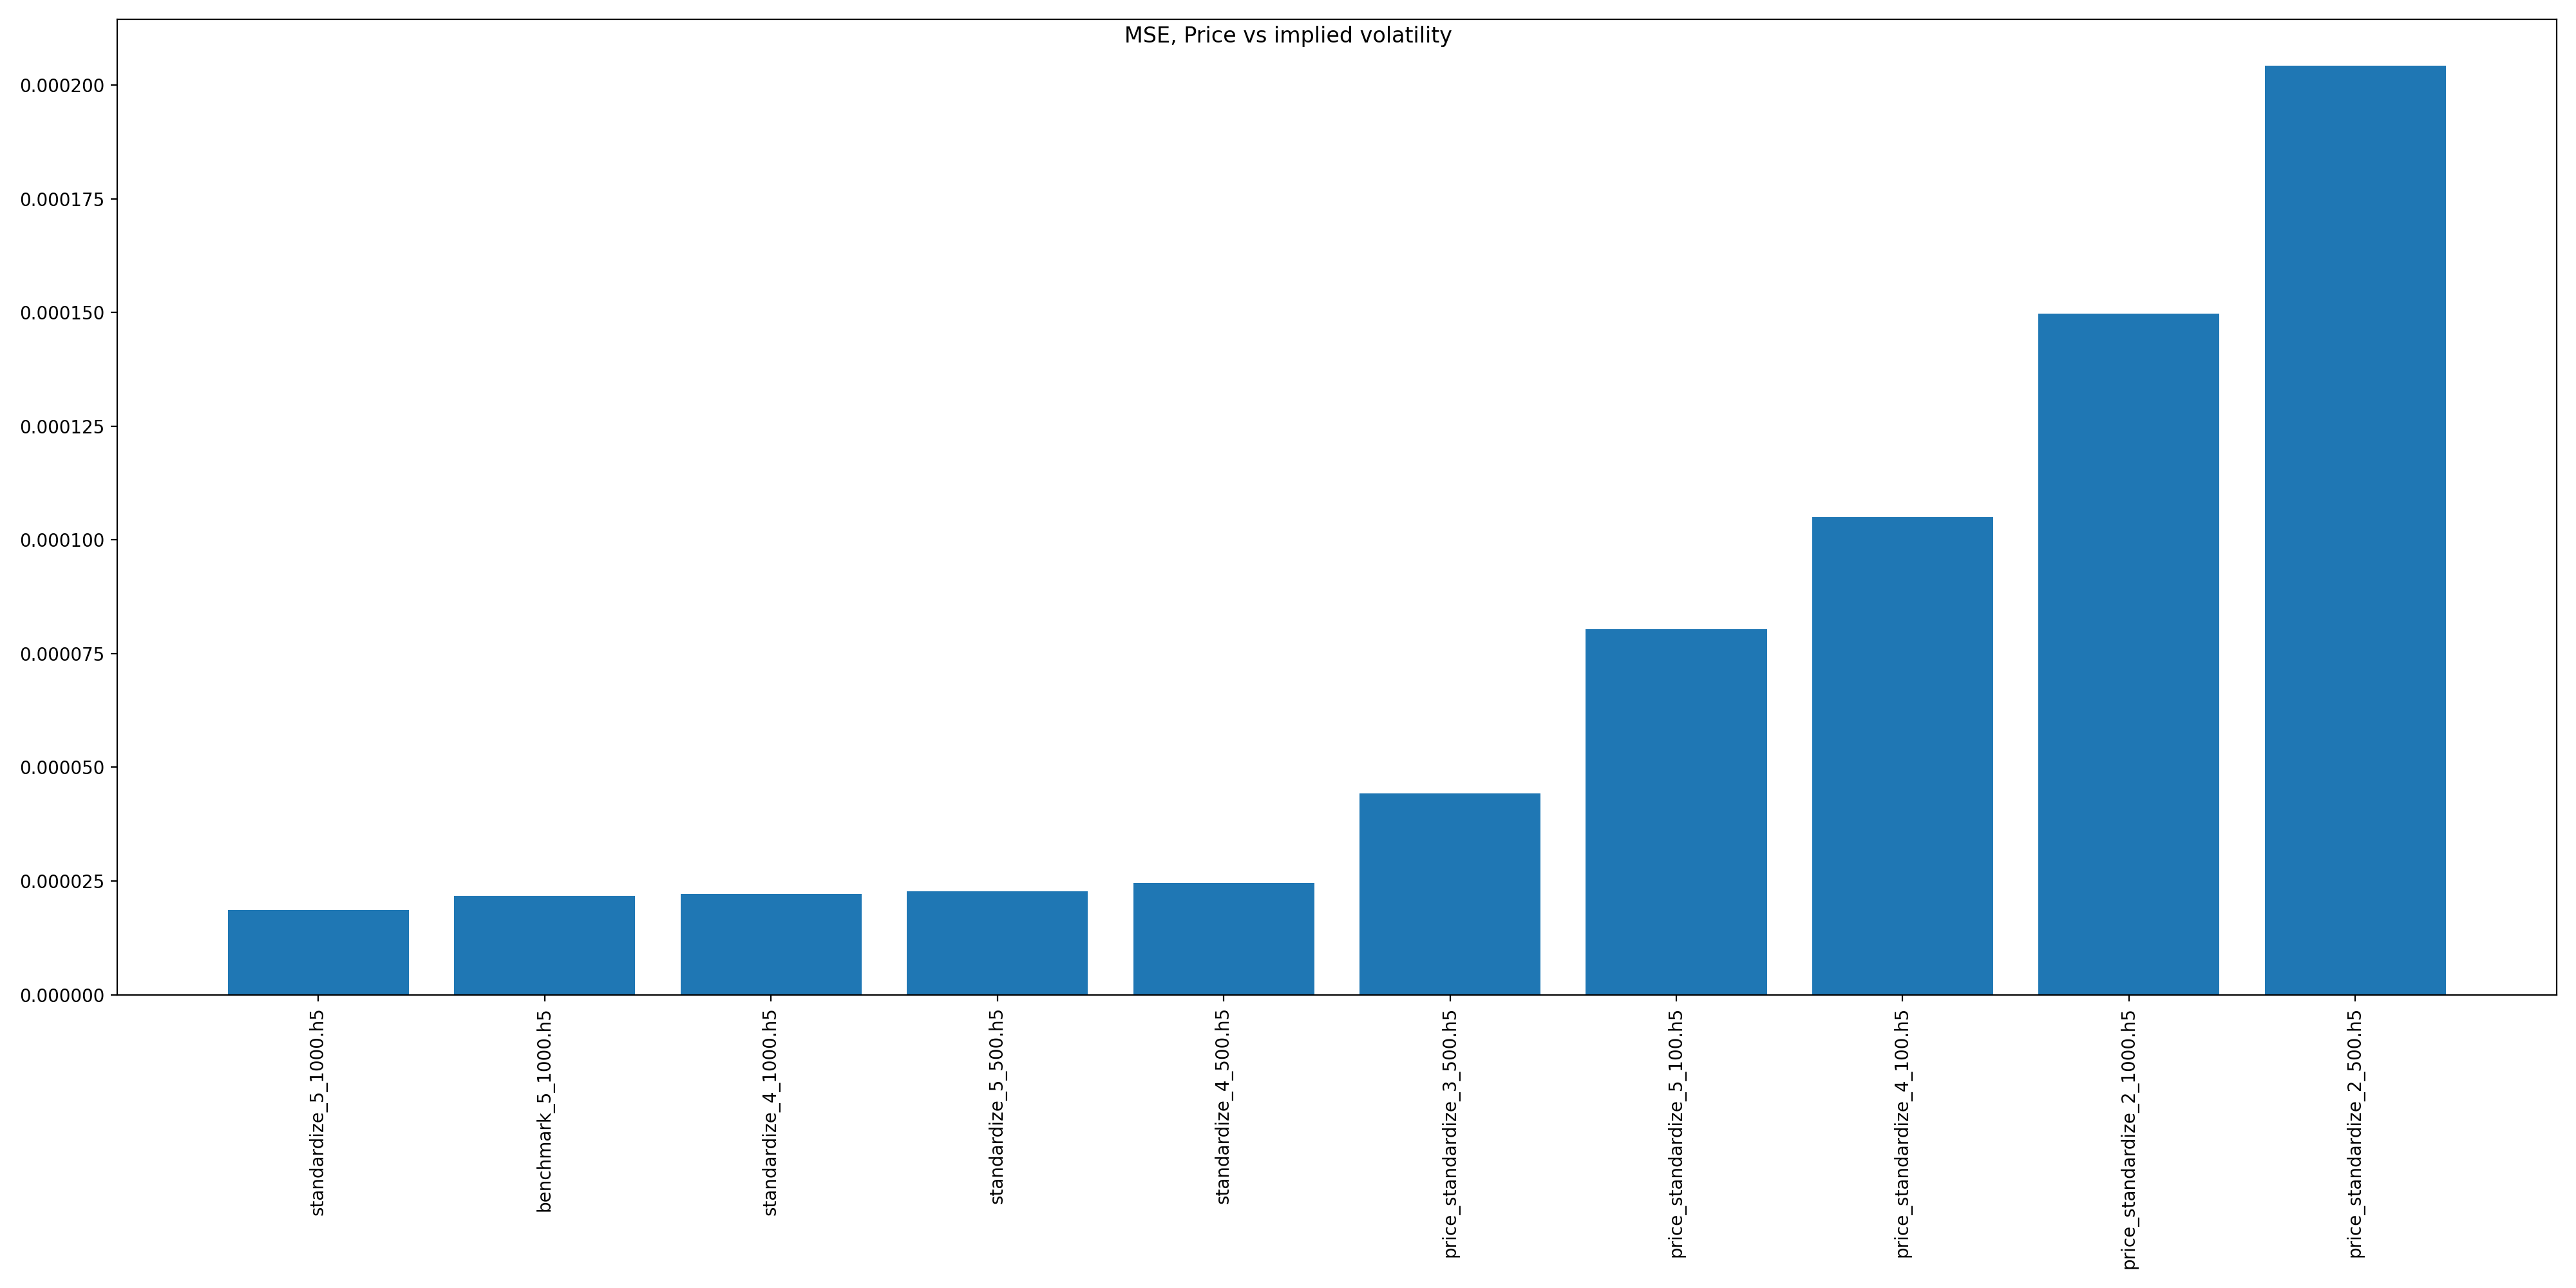 MSE, Price vs implied volatility
0.000200
0.000175
0.000150
0.000125
0.000100
0.000075
0.000050
0.000025
0.000000
standardize_5_1000.h5
benchmark_5_1000.h5
standardize_4_1000.h5
standardize_5_500.h5
standardize_4_500.h5
price_standardize_3_500.h5
price_standardize_5_100.h5
price_standardize_4_100.h5
price_standardize_2_1000.h5
price_standardize_2_500.h5